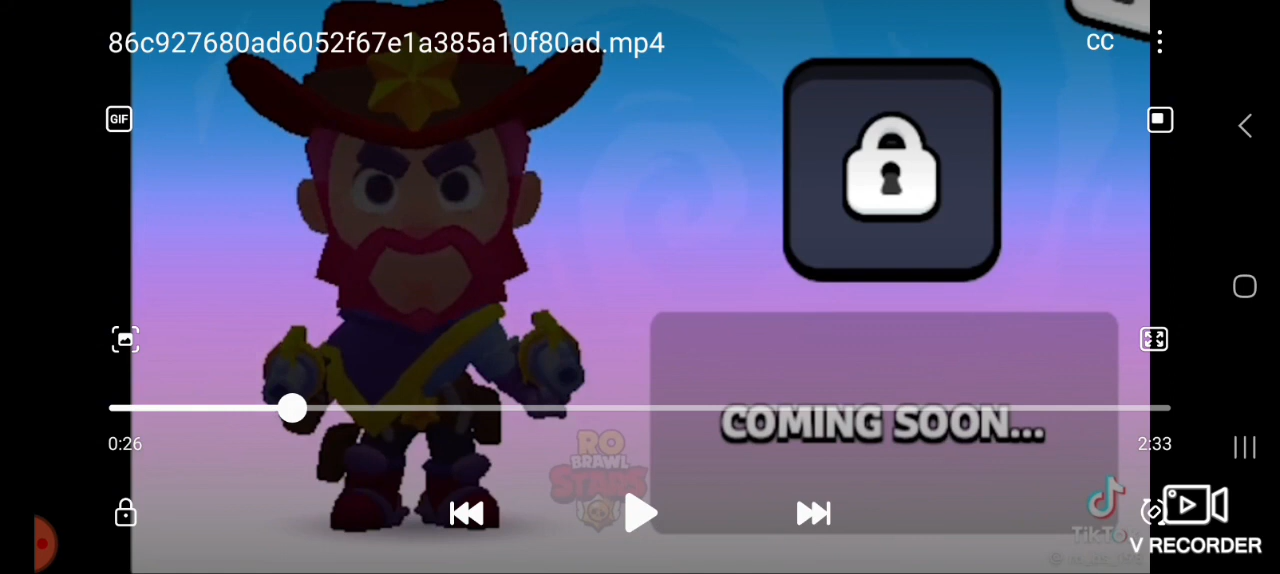 86c927680ad6052f67e1a385a10f80ad.mp4
CC
GIF
COMING SOON...
0:26
2:33
RO
BRAWL
STARS
TikTok
V RECORDER